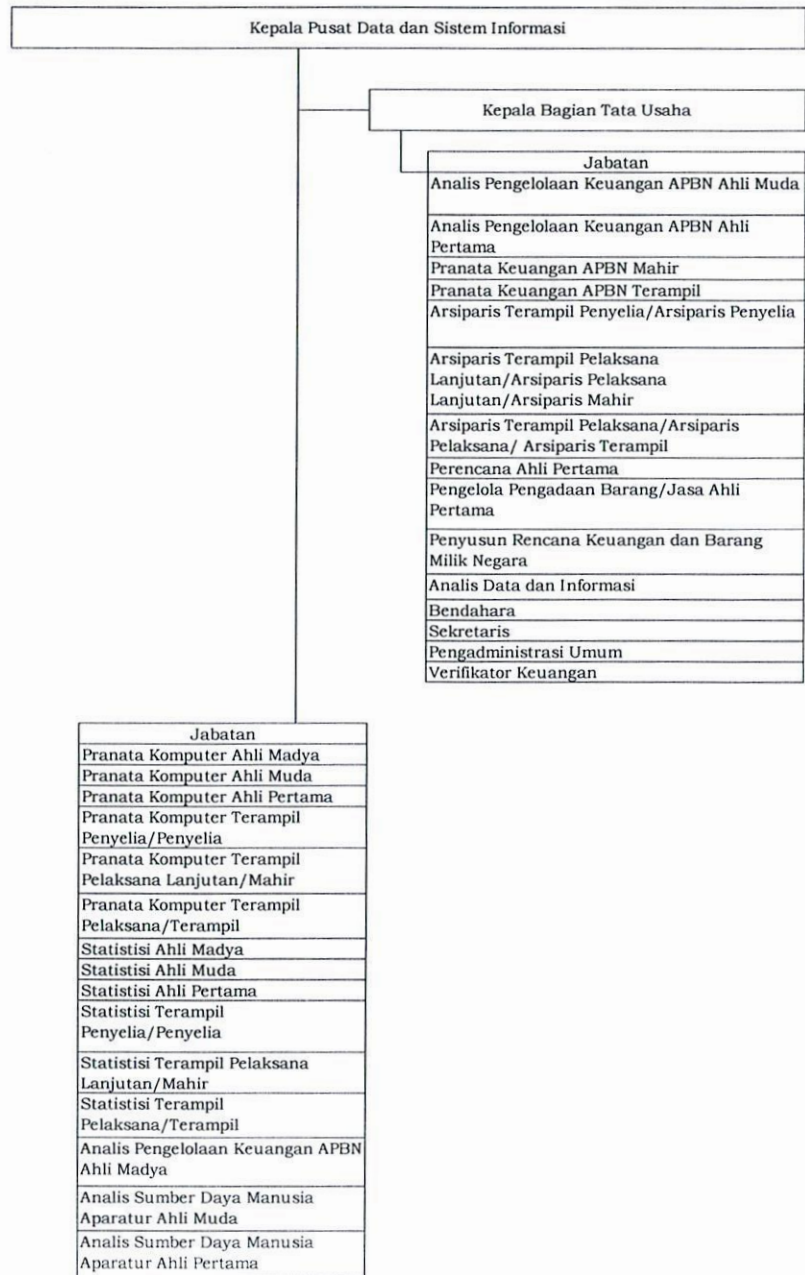 Kepala Pusat Data dan Sistem Informasi
Kepala Bagian Tata Usaha
Jabatan
Analis Pengelolaan Keuangan APBN Ahli Muda
Analis Pengelolaan Keuangan APBN Ahli
Pertama
Pranata Keuangan APBN Mahir
Pranata Keuangan APBN Terampil
Arsiparis Terampil Penyelia/Arsiparis Penyelia
Arsiparis Terampil Pelaksana
Lanjutan/Arsiparis Pelaksana
Lanjutan/Arsiparis Mahir
Arsiparis Terampil Pelaksana/Arsiparis
Pelaksana/ Arsiparis Terampil
Perencana Ahli Pertama
Pengelola Pengadaan Barang/Jasa Ahli
Pertama
Penyusun Rencana Keuangan dan Barang
Milik Negara
Analis Data dan Informasi
Bendahara
Sekretaris
Pengadministrasi Umum
Verifikator Keuangan
Jabatan
Pranata Komputer Ahli Madya
Pranata Komputer Ahli Muda
Pranata Komputer Ahli Pertama
Pranata Komputer Terampil
Penyelia/Penyelia
Pranata Komputer Terampil
Pelaksana Lanjutan/Mahir
Pranata Komputer Terampil
Pelaksana/Terampil
Statistisi Ahli Madya
Statistisi Ahli Muda
Statistisi Ahli Pertama
Statistisi Terampil
Penyelia/Penyelia
Statistisi Terampil Pelaksana
Lanjutan/Mahir
Statistisi Terampil
Pelaksana/Terampil
Analis Pengelolaan Keuangan APBN
Ahli Madya
Analis Sumber Daya Manusia
Aparatur Ahli Muda
Analis Sumber Daya Manusia
Aparatur Ahli Pertama